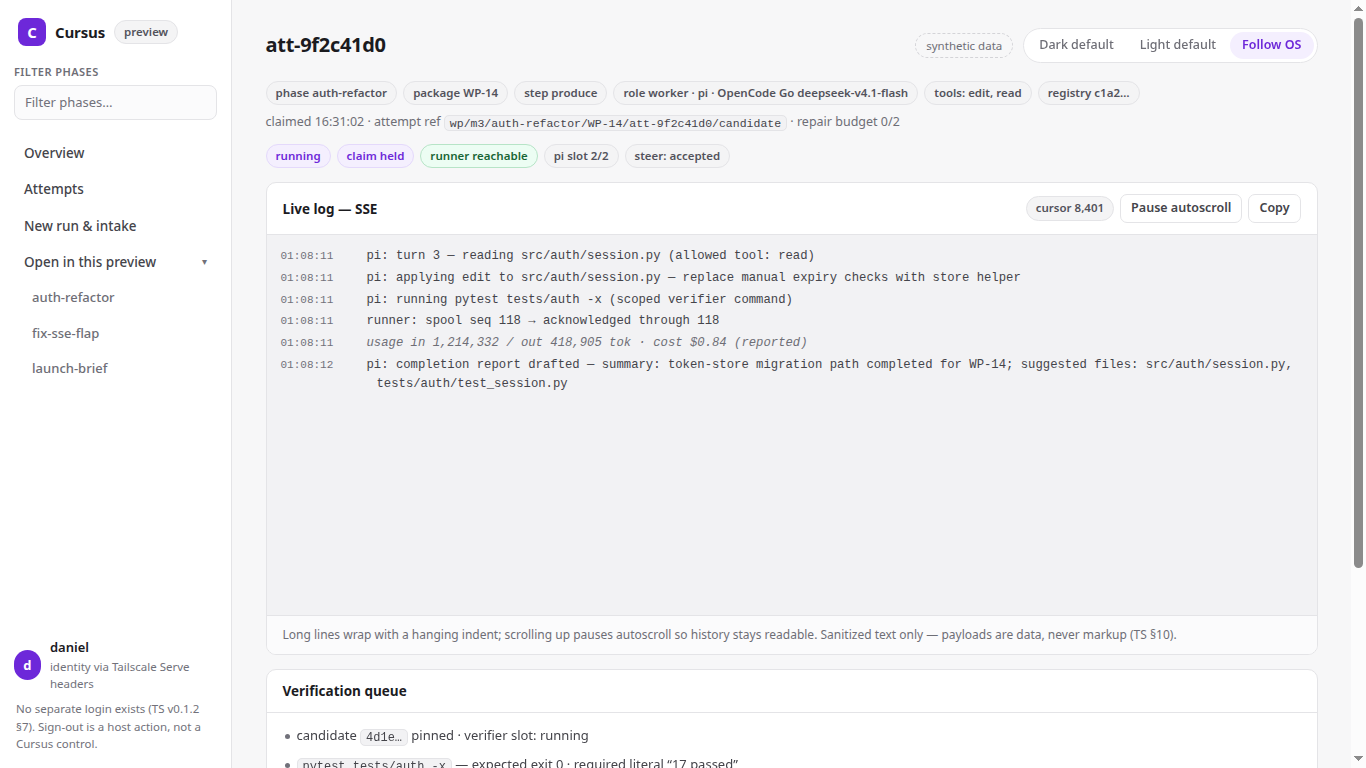 C Cursus preview
FILTER PHASES
Filter phases...
Overview
Attempts
New run & intake
Open in this preview ▾
auth-refactor
fix-sse-flap
launch-brief
d daniel
identity via Tailscale Serve
headers
No separate login exists (TS v0.1.2
§7). Sign-out is a host action, not a
Cursus control.
att-9f2c41d0
synthetic data Dark default Light default Follow OS
phase auth-refactor package WP-14 step produce role worker · pi · OpenCode Go deepseek-v4.1-flash tools: edit, read registry c1a2…
claimed 16:31:02 · attempt ref wp/m3/auth-refactor/WP-14/att-9f2c41d0/candidate · repair budget 0/2
running claim held runner reachable pi slot 2/2 steer: accepted
Live log — SSE cursor 8,401 Pause autoscroll Copy
01:08:11 pi: turn 3 — reading src/auth/session.py (allowed tool: read)
01:08:11 pi: applying edit to src/auth/session.py — replace manual expiry checks with store helper
01:08:11 pi: running pytest tests/auth -x (scoped verifier command)
01:08:11 runner: spool seq 118 → acknowledged through 118
01:08:11 usage in 1,214,332 / out 418,905 tok · cost $0.84 (reported)
01:08:12 pi: completion report drafted — summary: token-store migration path completed for WP-14; suggested files: src/auth/session.py,
tests/auth/test_session.py
Long lines wrap with a hanging indent; scrolling up pauses autoscroll so history stays readable. Sanitized text only — payloads are data, never markup (TS §10).
Verification queue
candidate 4d1e… pinned · verifier slot: running
pytest tests/auth -x — expected exit 0 · required literal “17 passed”